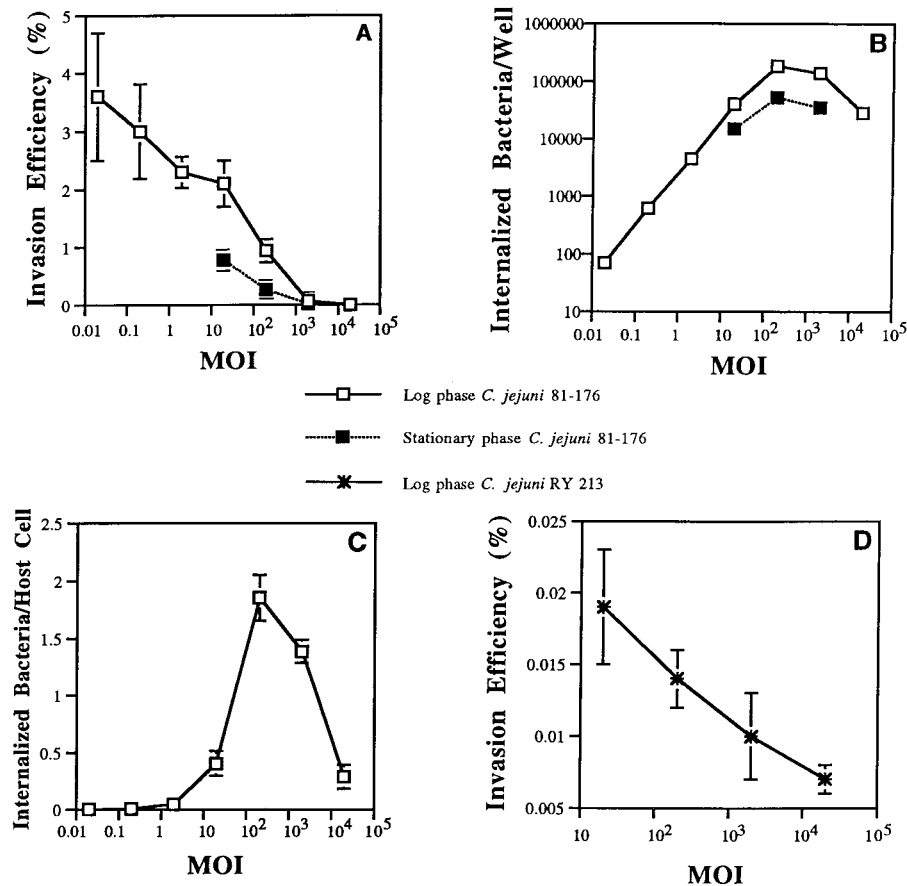 A
Invasion Efficiency (%)
5
4
3
2
1
0
0.01 0.1 1 10 10² 10³ 10⁴ 10⁵
MOI
B
Internalized Bacteria/Well
1000000
100000
10000
1000
100
10
0.01 0.1 1 10 10² 10³ 10⁴ 10⁵
MOI
Log phase C. jejuni 81-176
Stationary phase C. jejuni 81-176
Log phase C. jejuni RY 213
C
Internalized Bacteria/Host Cell
2.5
2
1.5
1
0.5
0
0.01 0.1 1 10 10² 10³ 10⁴ 10⁵
MOI
D
Invasion Efficiency (%)
0.025
0.02
0.015
0.01
0.005
10 10² 10³ 10⁴ 10⁵
MOI